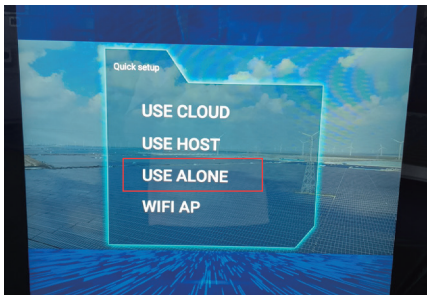 Quick setup
USE CLOUD
USE HOST
USE ALONE
WIFI AP